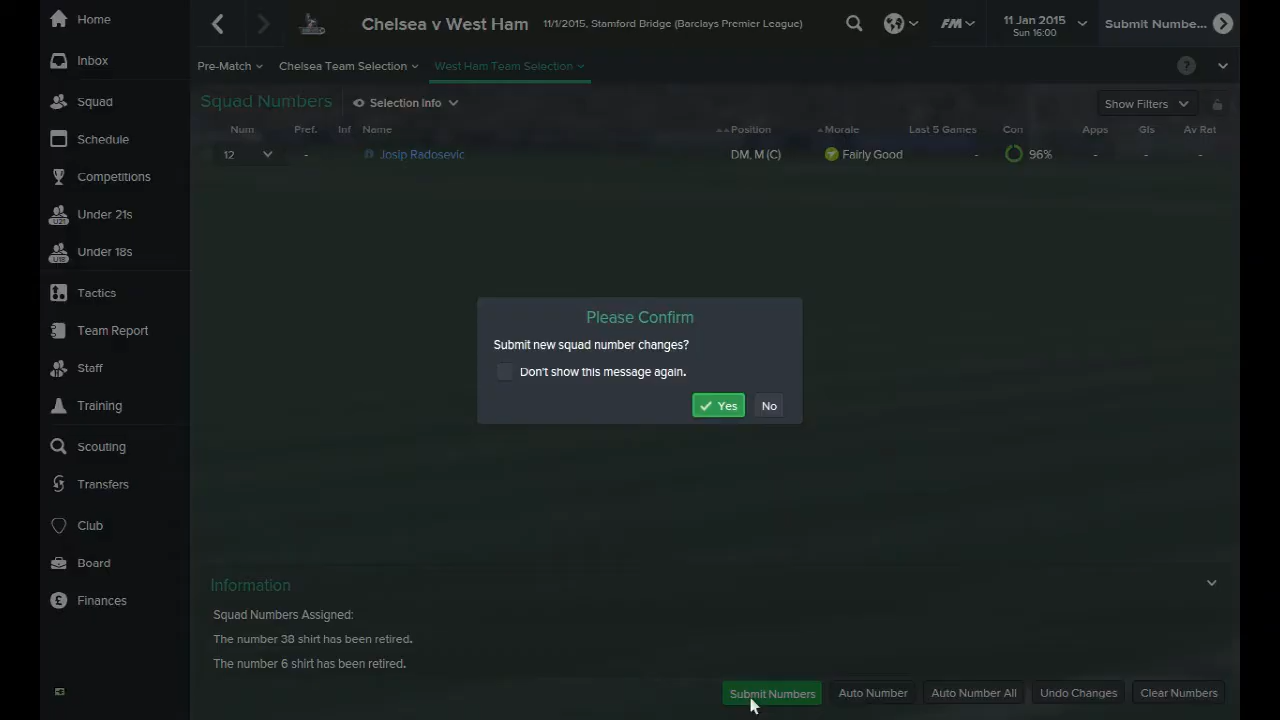 Home
Inbox
Squad
Schedule
Competitions
Under 21s
Under 18s
Tactics
Team Report
Staff
Training
Scouting
Transfers
Club
Board
Finances
Chelsea v West Ham 11/1/2015, Stamford Bridge (Barclays Premier League)
FM
11 Jan 2015
Sun 16:00
Submit Numbe...
Pre-Match Chelsea Team Selection West Ham Team Selection ?
Squad Numbers Selection Info Show Filters
Num Pref. Inf Name Position Morale Last 5 Games Con Apps Gls Av Rat
12 - Josip Radosevic DM, M (C) Fairly Good - 96% - - -
Please Confirm
Submit new squad number changes?
Don't show this message again.
Yes No
Information
Squad Numbers Assigned:
The number 38 shirt has been retired.
The number 6 shirt has been retired.
Submit Numbers Auto Number Auto Number All Undo Changes Clear Numbers